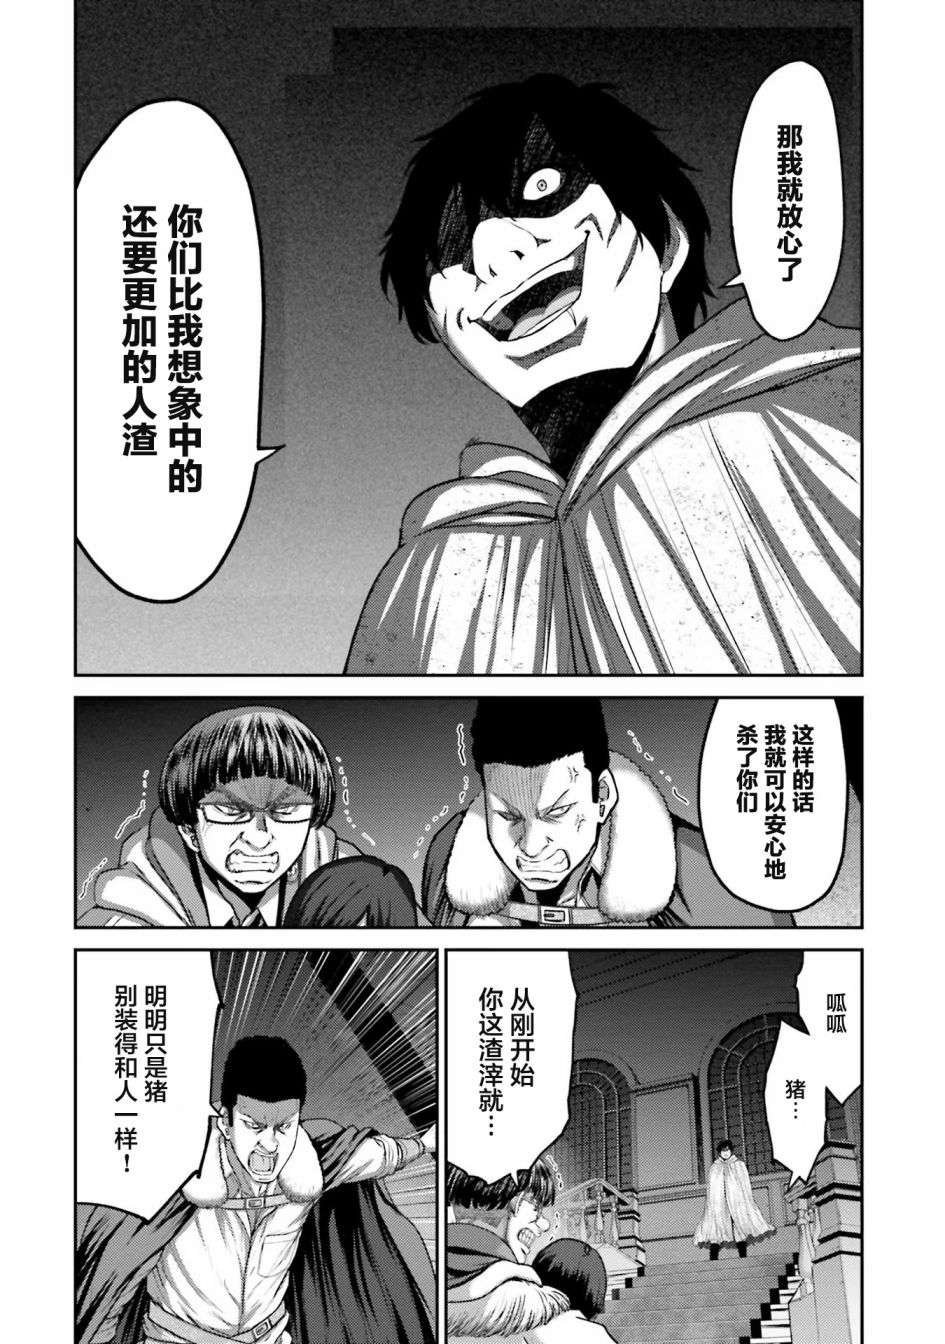 那我就放心了
你们比我想象中的
还要更加的人渣
这样的话
我就可以安心地
杀了你们
呱呱
猪…
从刚开始
你这渣滓就…
明明只是猪
别装得和人一样！